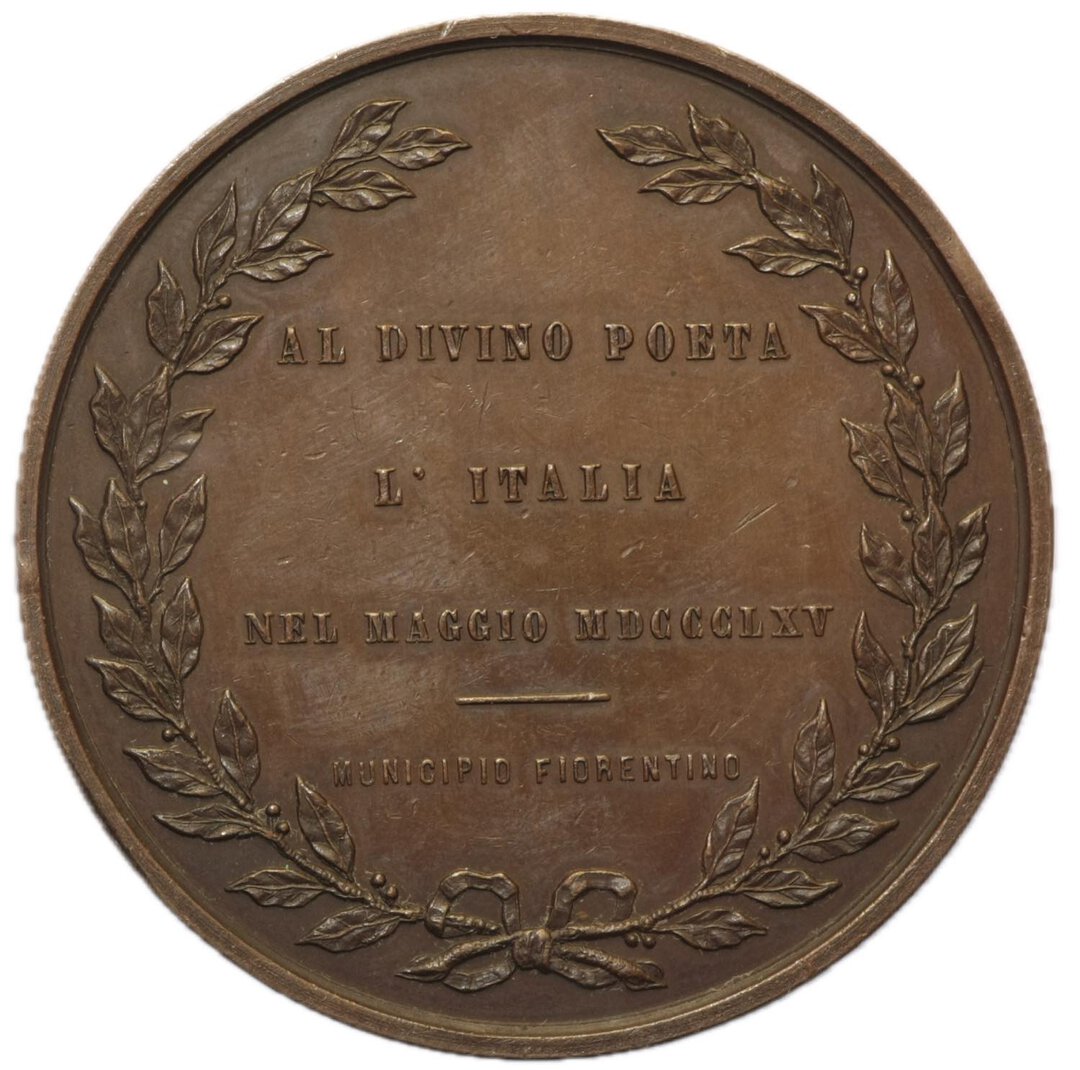 AL DIVINO POETA
L' ITALIA
NEL MAGGIO MDCCCLXV
MUNICIPIO FIORENTINO